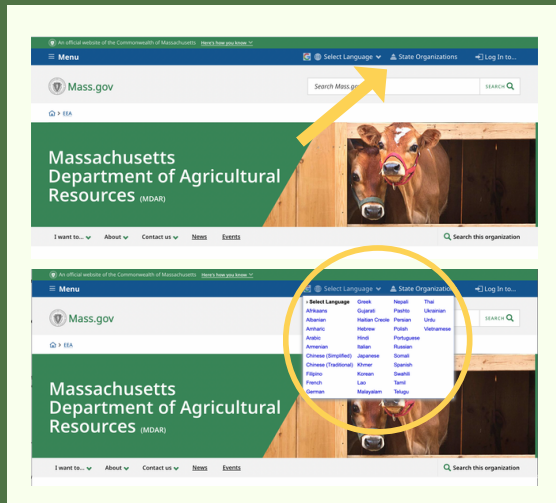 An official website of the Commonwealth of Massachusetts Here's how you know
Menu
Select Language
State Organizations
Log In to...
Mass.gov
Search Mass.go
SEARCH
> EEA
Massachusetts
Department of Agricultural
Resources (MDAR)
I want to... About Contact us News Events
Search this organization
An official website of the Commonwealth of Massachusetts Here's how you know
Menu
Select Language
State Organizations
Log In to...
Mass.gov
SEARCH
> EEA
Select Language Greek Nepali Thai
Afrikaans Gujarati Pashto Ukrainian
Albanian Haitian Creole Persian Urdu
Amharic Hebrew Polish Vietnamese
Arabic Hindi Portuguese
Armenian Italian Russian
Chinese (Simplified) Japanese Somali
Chinese (Traditional) Khmer Spanish
Filipino Korean Swahili
French Lao Tamil
German Malayalam Telugu
Massachusetts
Department of Agricultural
Resources (MDAR)
I want to... About Contact us News Events
Search this organization